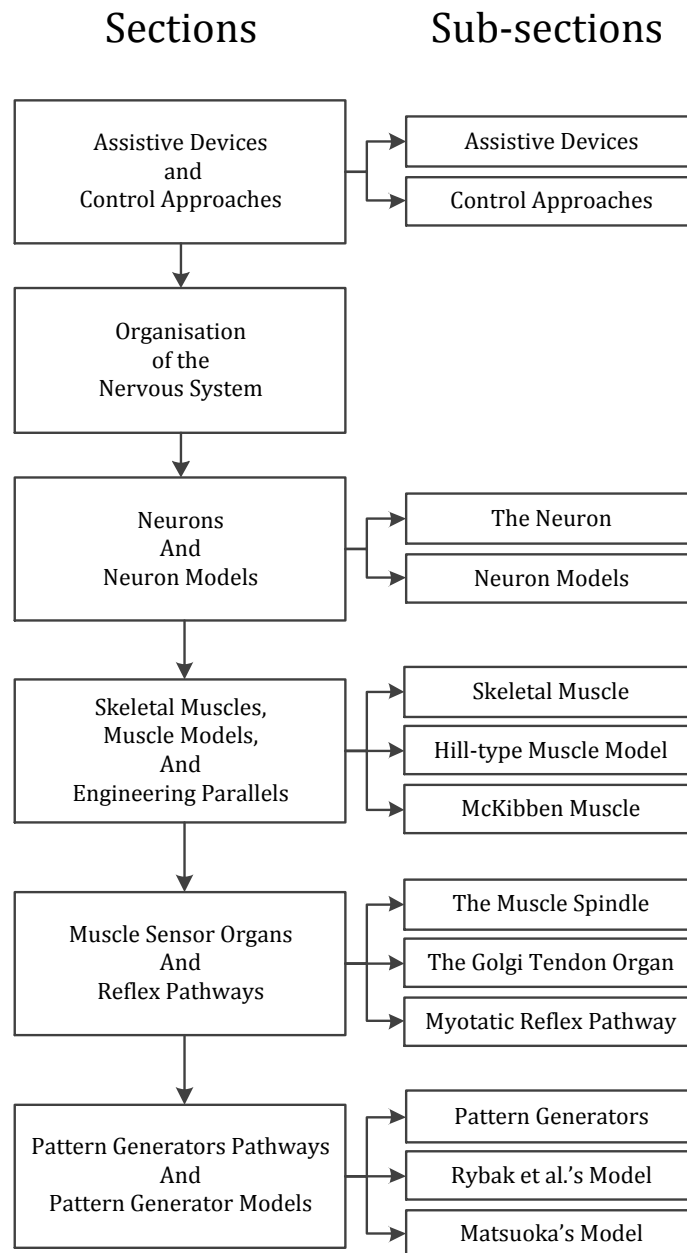 Sections
Sub-sections
Assistive Devices
and
Control Approaches
Assistive Devices
Control Approaches
Organisation
of the
Nervous System
Neurons
And
Neuron Models
The Neuron
Neuron Models
Skeletal Muscles,
Muscle Models,
And
Engineering Parallels
Skeletal Muscle
Hill-type Muscle Model
McKibben Muscle
Muscle Sensor Organs
And
Reflex Pathways
The Muscle Spindle
The Golgi Tendon Organ
Myotatic Reflex Pathway
Pattern Generators Pathways
And
Pattern Generator Models
Pattern Generators
Rybak et al.'s Model
Matsuoka's Model